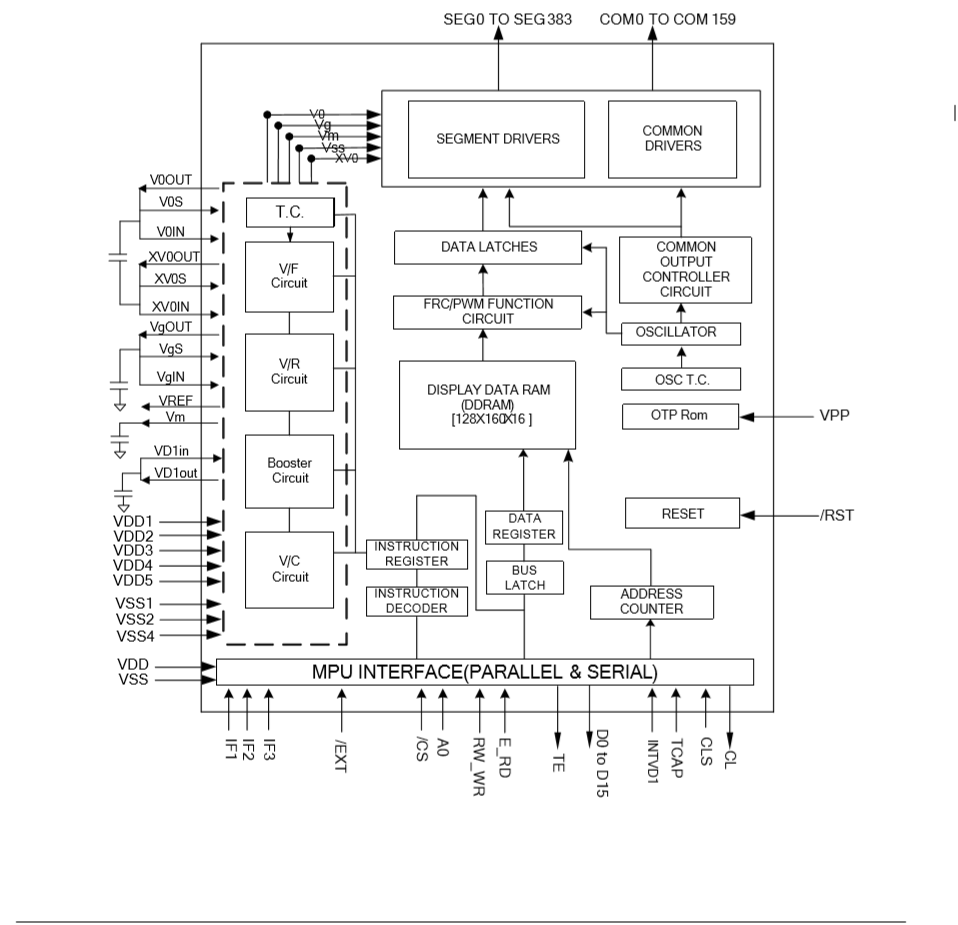 SEG0 TO SEG383
COM0 TO COM 159
V0
Vg
Vm
Vss
XV0
SEGMENT DRIVERS
COMMON
DRIVERS
V0OUT
V0S
V0IN
XV0OUT
XV0S
XV0IN
VgOUT
VgS
VgIN
VREF
Vm
VD1in
VD1out
VDD1
VDD2
VDD3
VDD4
VDD5
VSS1
VSS2
VSS4
VDD
VSS
T.C.
V/F
Circuit
V/R
Circuit
Booster
Circuit
V/C
Circuit
DATA LATCHES
FRC/PWM FUNCTION
CIRCUIT
DISPLAY DATA RAM
(DDRAM)
[128X160X16 ]
COMMON
OUTPUT
CONTROLLER
CIRCUIT
OSCILLATOR
OSC T.C.
OTP Rom
VPP
RESET
/RST
INSTRUCTION
REGISTER
INSTRUCTION
DECODER
DATA
REGISTER
BUS
LATCH
ADDRESS
COUNTER
MPU INTERFACE(PARALLEL & SERIAL)
IF1
IF2
IF3
/EXT
/CS
A0
RW_WR
E_RD
TE
D0 to D15
INTVD1
TCAP
CLS
CL